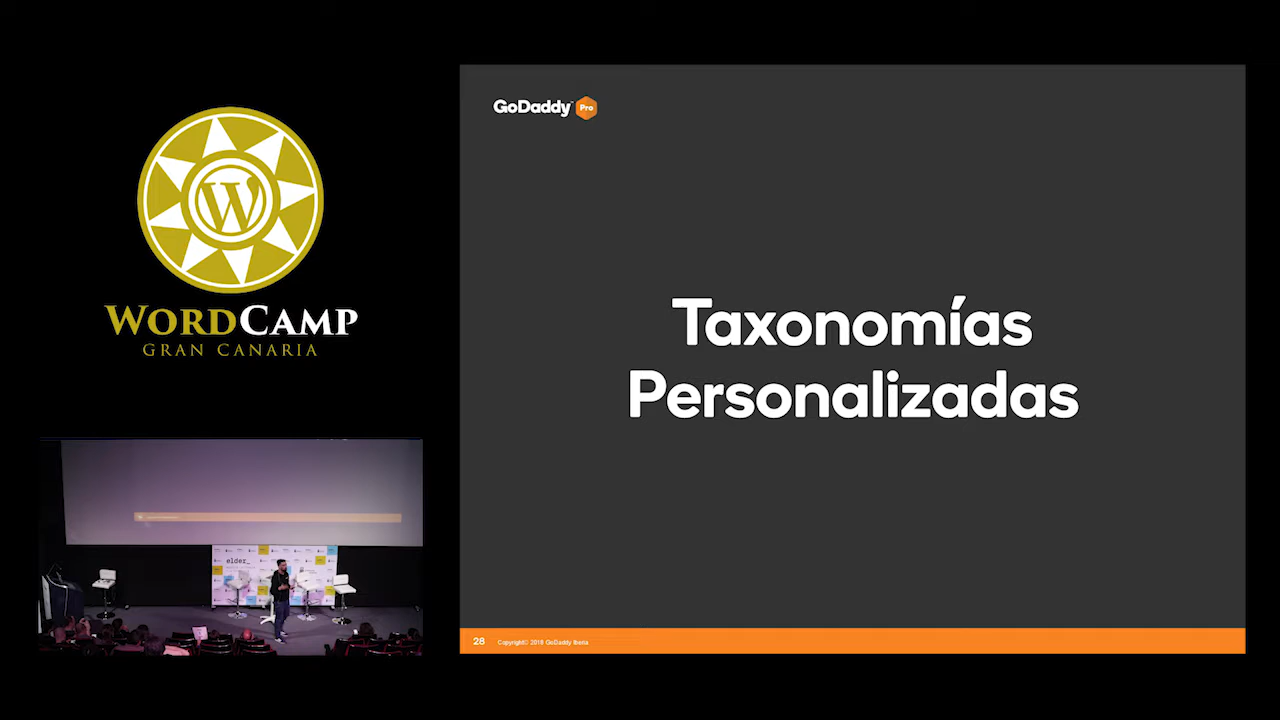 GoDaddy Pro
WORDCAMP
GRAN CANARIA
Taxonomías
Personalizadas
elder_
28 Copyright© 2018 GoDaddy Iberia